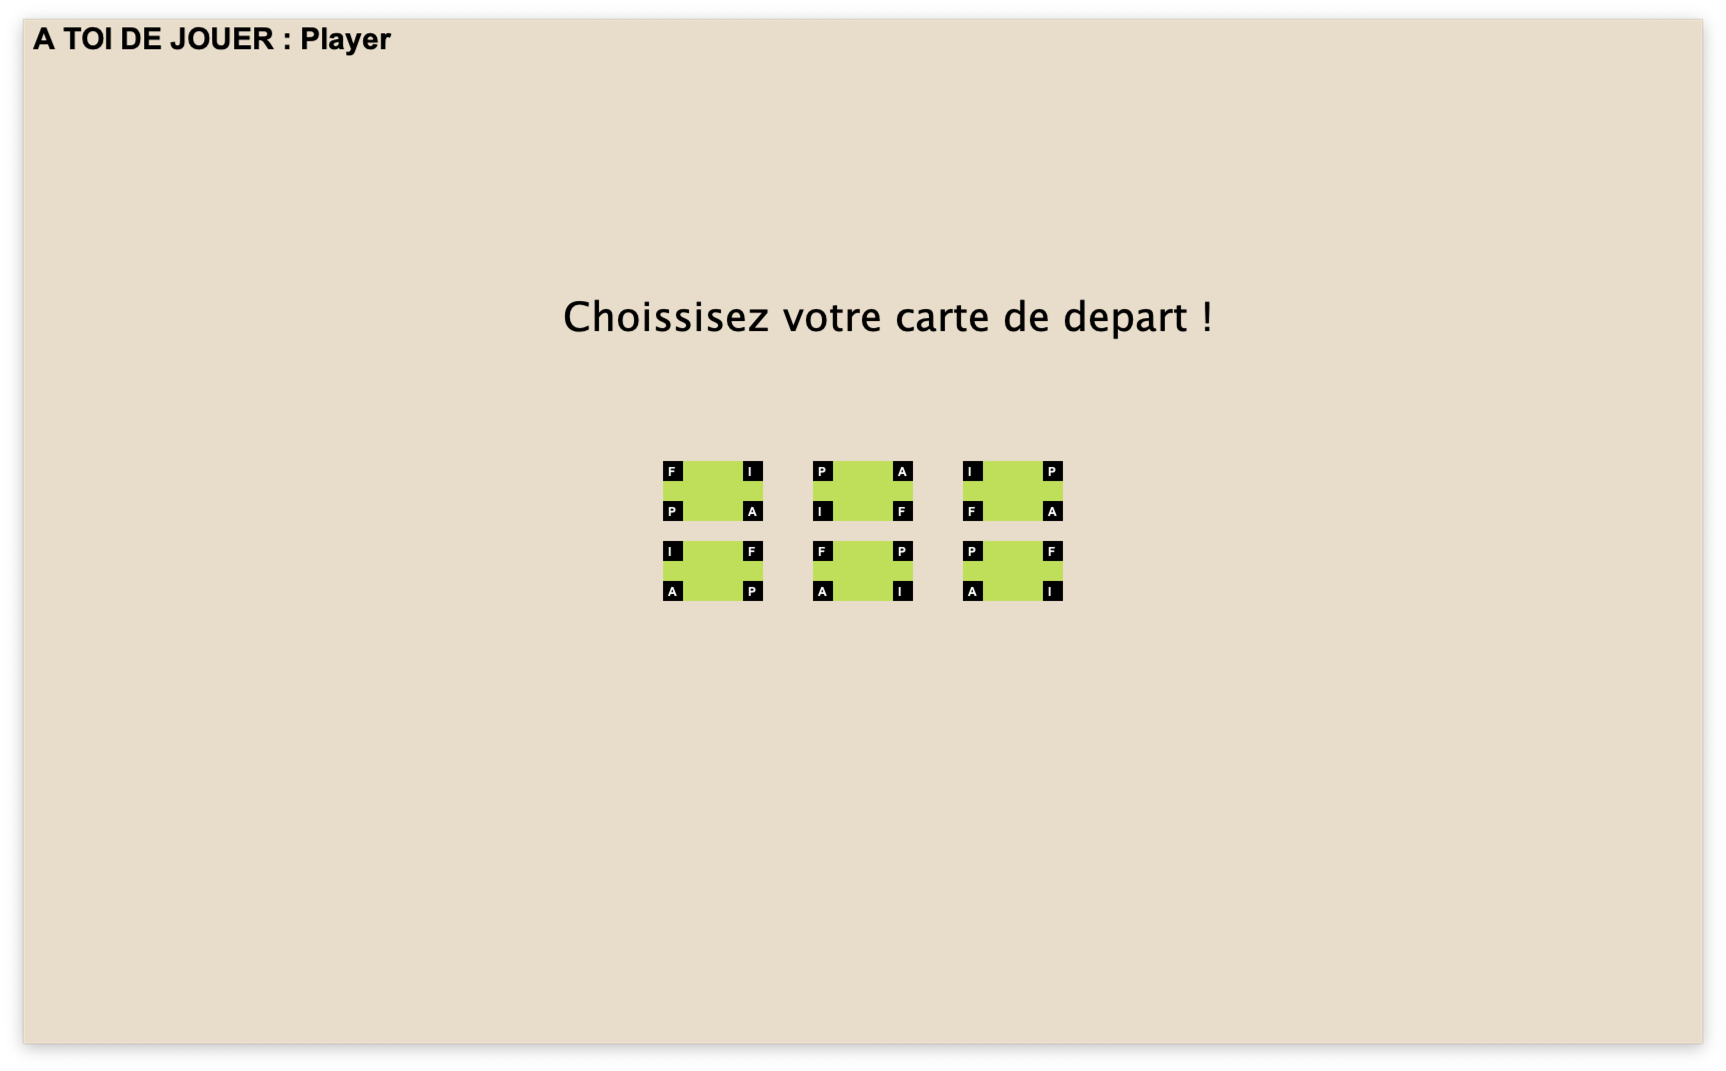 A TOI DE JOUER : Player
Choissisez votre carte de depart !
F I P A I P
P A I F F A
I F F P P F
A P A I A I